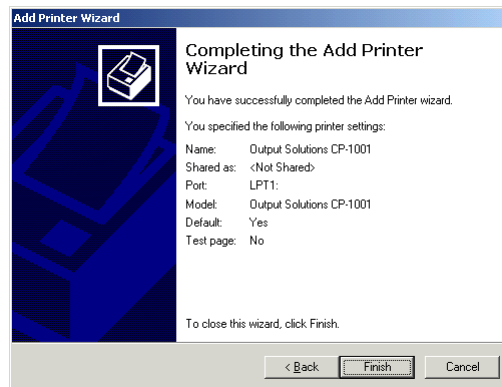 Add Printer Wizard
Completing the Add Printer
Wizard
You have successfully completed the Add Printer wizard.
You specified the following printer settings:
Name: Output Solutions CP-1001
Shared as: <Not Shared>
Port: LPT1:
Model: Output Solutions CP-1001
Default: Yes
Test page: No
To close this wizard, click Finish.
< Back Finish Cancel